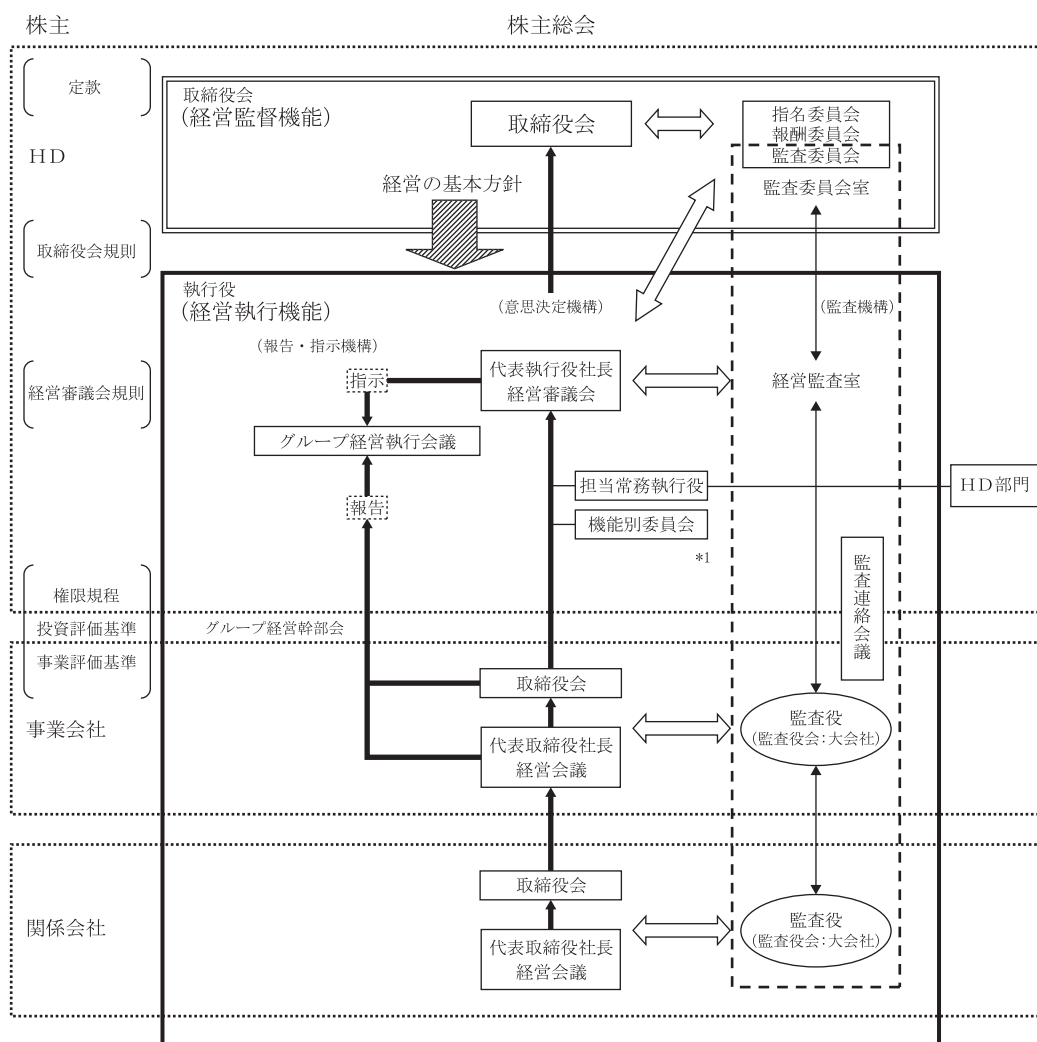 株主
株主総会
定款
HD
取締役会
(経営監督機能)
取締役会
指名委員会
報酬委員会
監査委員会
監査委員会室
経営の基本方針
取締役会規則
執行役
(経営執行機能)
(意思決定機構)
(監査機構)
(報告・指示機構)
経営審議会規則
指示
代表執行役社長
経営審議会
経営監査室
グループ経営執行会議
担当常務執行役
HD部門
報告
機能別委員会
*1
監査連絡会議
権限規程
投資評価基準
事業評価基準
グループ経営幹部会
事業会社
取締役会
代表取締役社長
経営会議
監査役
(監査役会:大会社)
関係会社
取締役会
代表取締役社長
経営会議
監査役
(監査役会:大会社)